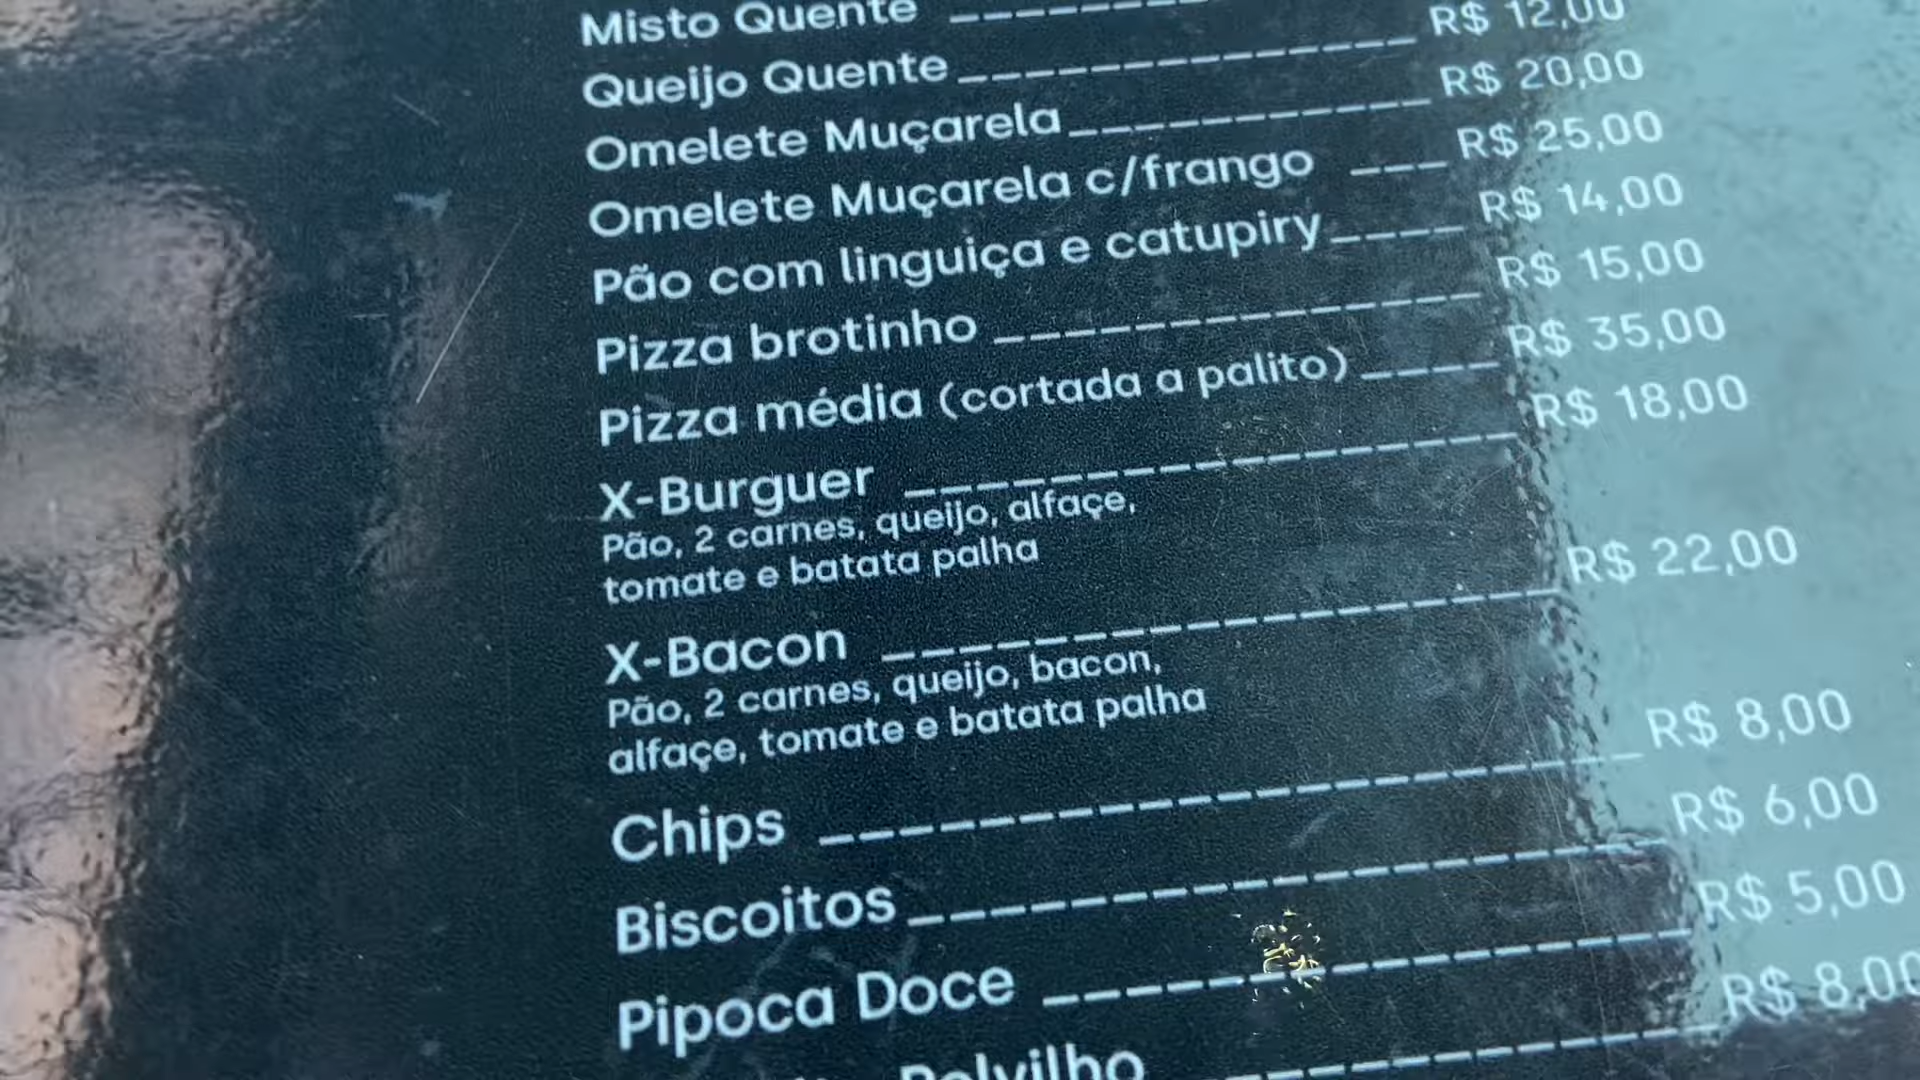 Misto Quente
Queijo Quente R$ 12,00
Omelete Muçarela R$ 20,00
Omelete Muçarela c/frango R$ 25,00
Pão com linguiça e catupiry R$ 14,00
Pizza brotinho R$ 15,00
Pizza média (cortada a palito) R$ 35,00
X-Burguer R$ 18,00
Pão, 2 carnes, queijo, alfaçe,
tomate e batata palha
X-Bacon R$ 22,00
Pão, 2 carnes, queijo, bacon,
alfaçe, tomate e batata palha
Chips R$ 8,00
Biscoitos R$ 6,00
Pipoca Doce R$ 5,00
Polvilho R$ 8,00